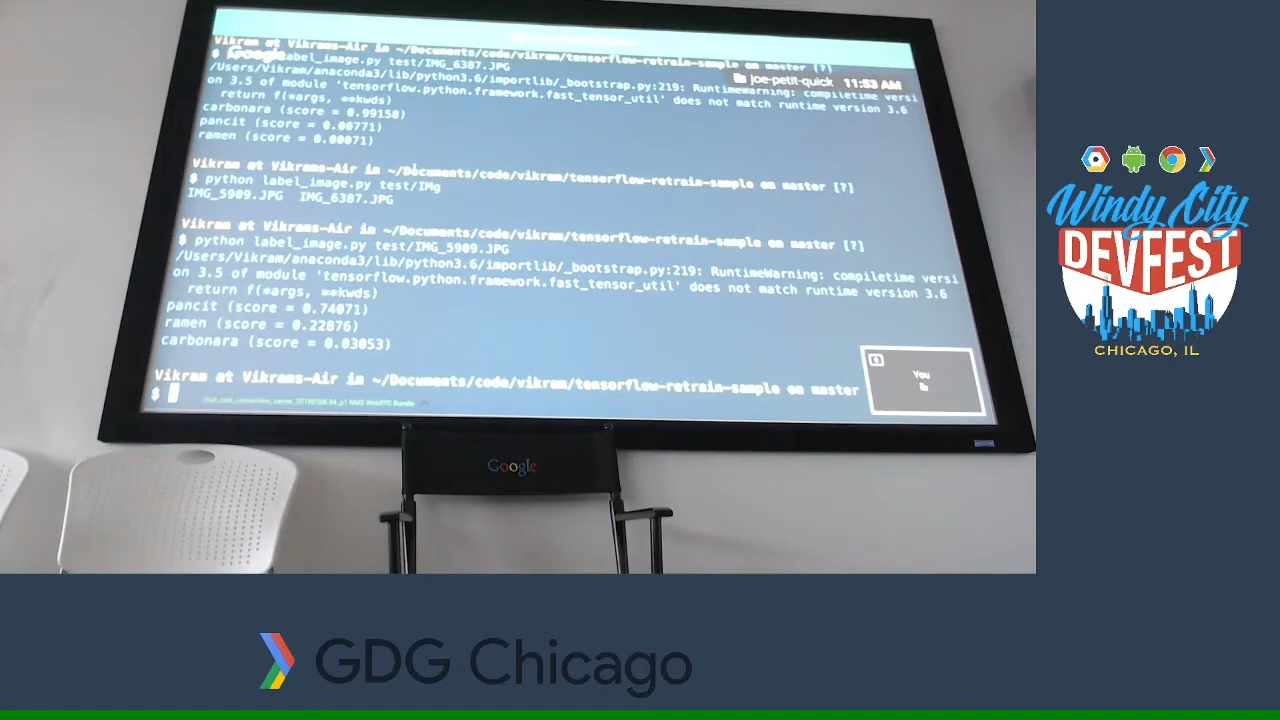 Vikram at Vikrams-Air in ~/Documents/code/vikram/tensorflow-retrain-sample on master [?]
$ label_image.py test/IMG_6387.JPG
Google
joe-petit-quick 11:53 AM
/Users/Vikram/anaconda3/lib/python3.6/importlib/_bootstrap.py:219: RuntimeWarning: compiletime versi
on 3.5 of module 'tensorflow.python.framework.fast_tensor_util' does not match runtime version 3.6
return f(*args, **kwds)
carbonara (score = 0.99158)
pancit (score = 0.00771)
ramen (score = 0.00071)
Vikram at Vikrams-Air in ~/Documents/code/vikram/tensorflow-retrain-sample on master [?]
$ python label_image.py test/IMg
IMG_5909.JPG IMG_6387.JPG
Vikram at Vikrams-Air in ~/Documents/code/vikram/tensorflow-retrain-sample on master [?]
$ python label_image.py test/IMG_5909.JPG
/Users/Vikram/anaconda3/lib/python3.6/importlib/_bootstrap.py:219: RuntimeWarning: compiletime versi
on 3.5 of module 'tensorflow.python.framework.fast_tensor_util' does not match runtime version 3.6
return f(*args, **kwds)
pancit (score = 0.74071)
ramen (score = 0.22876)
carbonara (score = 0.03053)
Vikram at Vikrams-Air in ~/Documents/code/vikram/tensorflow-retrain-sample on master
$
You
Google
Windy City
DEVFEST
CHICAGO, IL
GDG Chicago